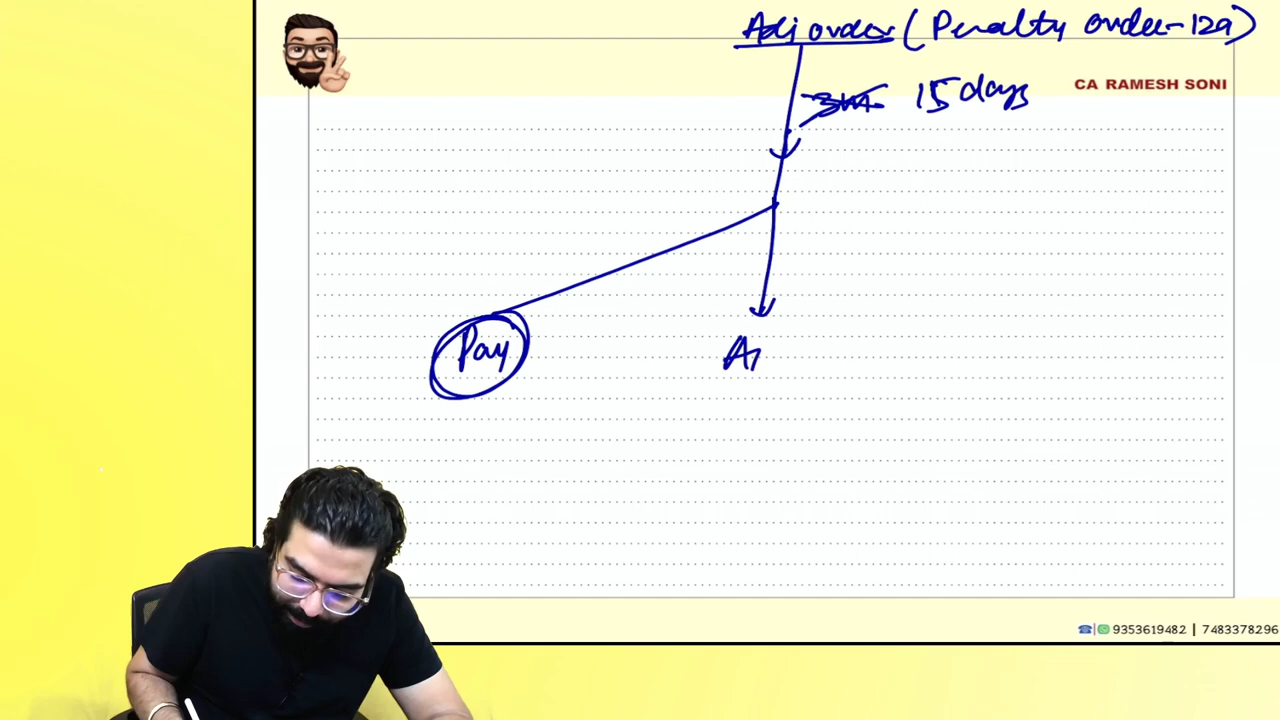 Adj order (Penalty order-129)
15 days
CA RAMESH SONI
Pay
9353619482 | 7483378296